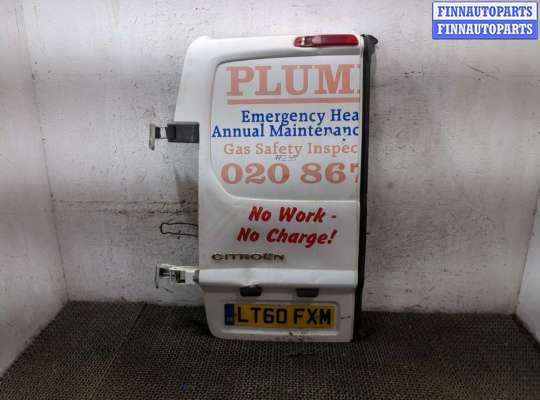 FINNAUTOPARTS
FINNAUTOPARTS
PLUM
Emergency Hea
Annual Maintenanc
Gas Safety Inspec
020 867
No Work -
No Charge!
CITROËN
LT60 FXM